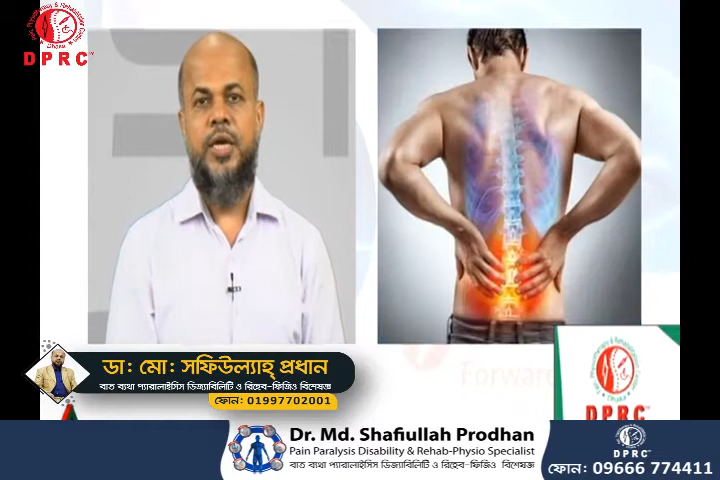 DPRC
ডা: মো: সফিউল্যাহ্ প্রধান
বাত ব্যথা প্যারালাইসিস ডিজ্যাবিলিটি ও রিহেব-ফিজিও বিশেষজ্ঞ
ফোন: 01997702001
Forward
DPRC
Dr. Md. Shafiullah Prodhan
Pain Paralysis Disability & Rehab-Physio Specialist
বাত ব্যথা প্যারালাইসিস ডিজ্যাবিলিটি ও রিহেব-ফিজিও বিশেষজ্ঞ
DPRC
ফোন: 09666 774411